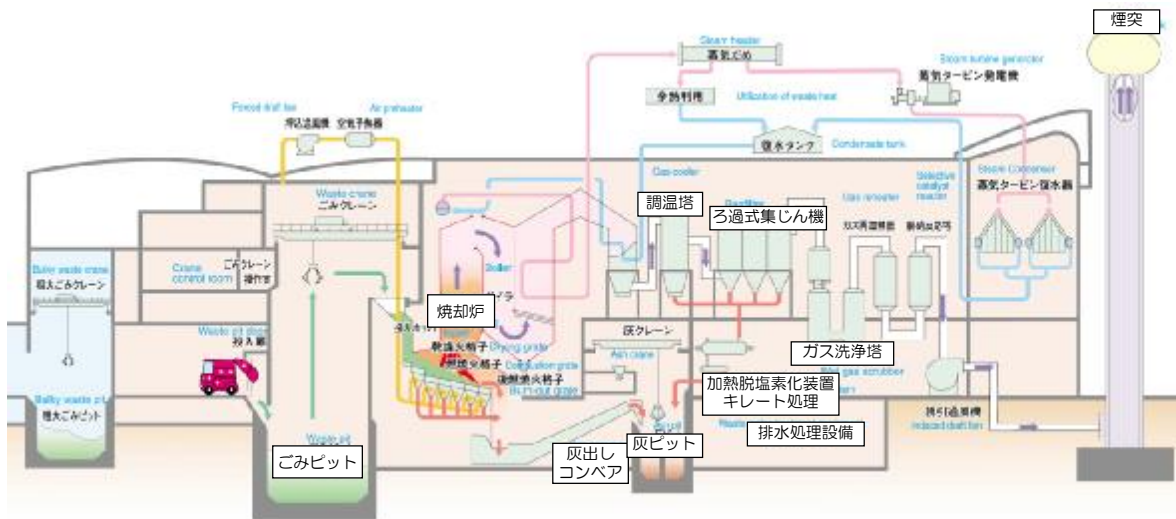 煙突
Steam header
蒸気だめ
Steam turbine generator
蒸気タービン発電機
余熱利用
Utilization of waste heat
Forced draft fan
押込送風機
Air preheater
空気予熱器
復水タンク
Condensate tank
Gas cooler
調温塔
ろ過式集じん機
Gas reheater
ガス再加熱器
Selective
catalyst
reactor
Steam Condenser
蒸気タービン復水器
Waste crane
ごみクレーン
Bulky waste crane
粗大ごみクレーン
Crane
control room
ごみクレーン
操作室
Boiler
ボイラ
焼却炉
乾燥火格子
Drying grate
燃焼火格子
Combustion grate
後燃焼火格子
Burn-out grate
Waste pit door
投入扉
灰クレーン
Ash crane
ガス洗浄塔
gas scrubber
加熱脱塩素化装置
キレート処理
排水処理設備
誘引通風機
Induced draft fan
Bulky waste pit
粗大ごみピット
Waste pit
ごみピット
灰出し
コンベア
灰ピット